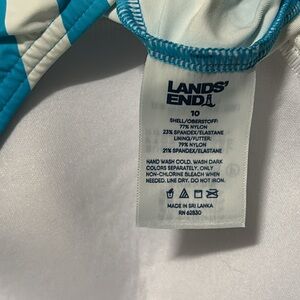 LANDS'
END
10
SHELL/OBERSTOFF:
77% NYLON
23% SPANDEX/ELASTANE
LINING/FUTTER:
79% NYLON
21% SPANDEX/ELASTANE
HAND WASH COLD. WASH DARK
COLORS SEPARATELY. ONLY
NON-CHLORINE BLEACH WHEN
NEEDED. LINE DRY. DO NOT IRON.
MADE IN SRI LANKA
RN 62830